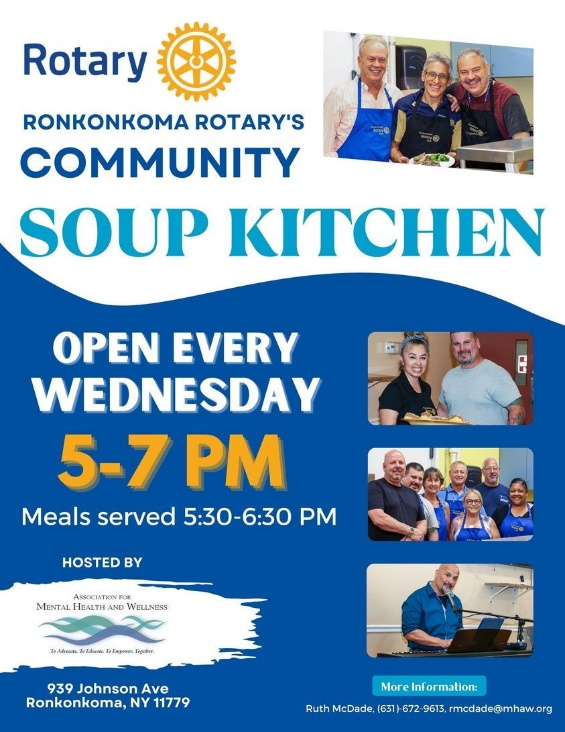 Rotary
RONKONKOMA ROTARY'S
COMMUNITY
SOUP KITCHEN
OPEN EVERY
WEDNESDAY
5-7 PM
Meals served 5:30-6:30 PM
HOSTED BY
ASSOCIATION FOR
MENTAL HEALTH AND WELLNESS
To Advocate. To Educate. To Empower. Together.
939 Johnson Ave
Ronkonkoma, NY 11779
More Information:
Ruth McDade, (631)-672-9613, rmcdade@mhaw.org